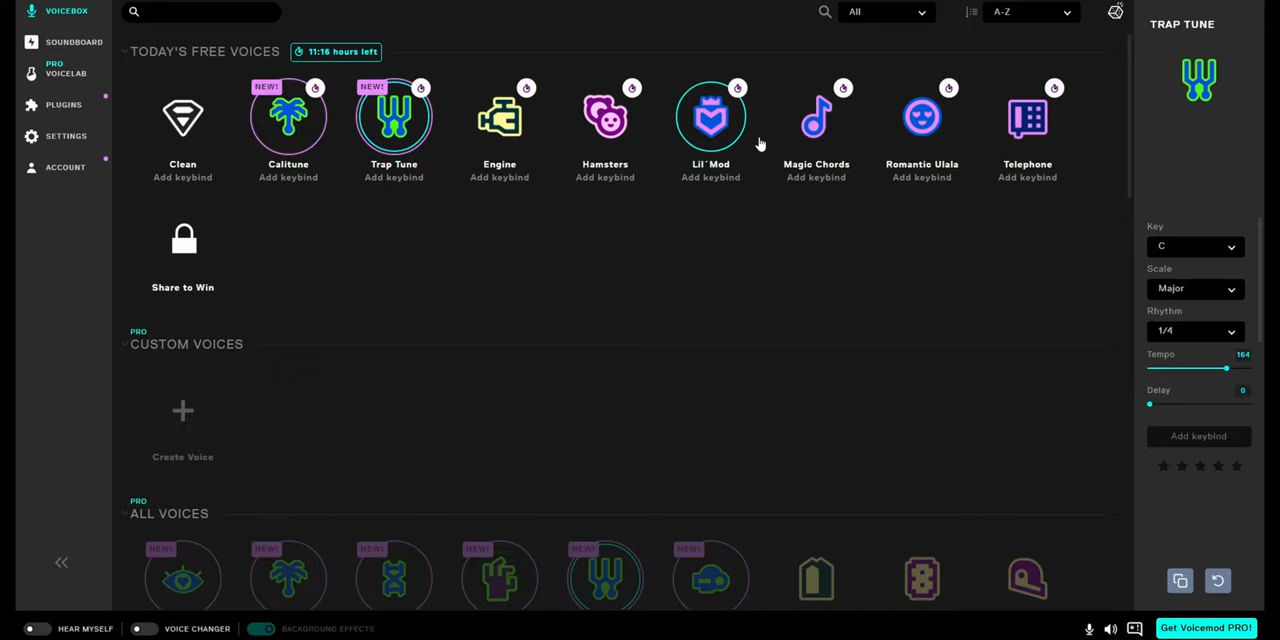 VOICEBOX
SOUNDBOARD
PRO
VOICELAB
PLUGINS
SETTINGS
ACCOUNT
All
A-Z
TODAY'S FREE VOICES
11:16 hours left
NEW!
NEW!
Clean
Calitune
Trap Tune
Engine
Hamsters
Lil' Mod
Magic Chords
Romantic Ulala
Telephone
Add keybind
Add keybind
Add keybind
Add keybind
Add keybind
Add keybind
Add keybind
Add keybind
Add keybind
Share to Win
PRO
CUSTOM VOICES
Create Voice
PRO
ALL VOICES
NEW!
NEW!
NEW!
NEW!
NEW!
NEW!
TRAP TUNE
Key
C
Scale
Major
Rhythm
1/4
Tempo 164
Delay 0
Add keybind
HEAR MYSELF
VOICE CHANGER
BACKGROUND EFFECTS
Get Voicemod PRO!